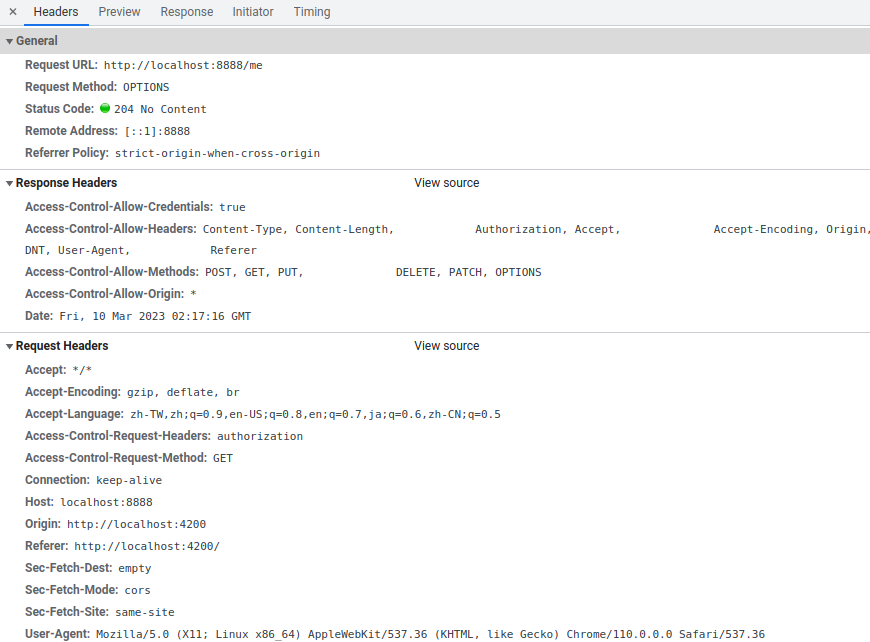 × Headers Preview Response Initiator Timing
▼ General
Request URL: http://localhost:8888/me
Request Method: OPTIONS
Status Code: 204 No Content
Remote Address: [::1]:8888
Referrer Policy: strict-origin-when-cross-origin
▼ Response Headers View source
Access-Control-Allow-Credentials: true
Access-Control-Allow-Headers: Content-Type, Content-Length, Authorization, Accept, Accept-Encoding, Origin,
DNT, User-Agent, Referer
Access-Control-Allow-Methods: POST, GET, PUT, DELETE, PATCH, OPTIONS
Access-Control-Allow-Origin: *
Date: Fri, 10 Mar 2023 02:17:16 GMT
▼ Request Headers View source
Accept: */*
Accept-Encoding: gzip, deflate, br
Accept-Language: zh-TW,zh;q=0.9,en-US;q=0.8,en;q=0.7,ja;q=0.6,zh-CN;q=0.5
Access-Control-Request-Headers: authorization
Access-Control-Request-Method: GET
Connection: keep-alive
Host: localhost:8888
Origin: http://localhost:4200
Referer: http://localhost:4200/
Sec-Fetch-Dest: empty
Sec-Fetch-Mode: cors
Sec-Fetch-Site: same-site
User-Agent: Mozilla/5.0 (X11; Linux x86_64) AppleWebKit/537.36 (KHTML, like Gecko) Chrome/110.0.0.0 Safari/537.36